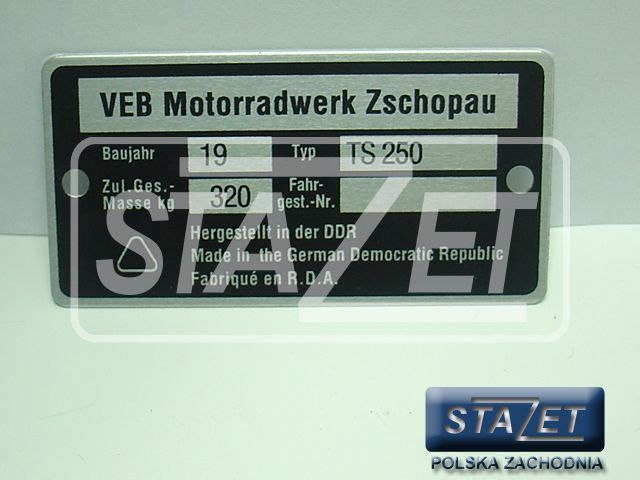 VEB Motorradwerk Zschopau
Baujahr 19 Typ TS 250
Zul.Ges.- Fahr-
Masse kg 320 gest.-Nr.
Hergestellt in der DDR
Made in the German Democratic Republic
Fabriqué en R.D.A.
STAZET
STAZET
POLSKA ZACHODNIA